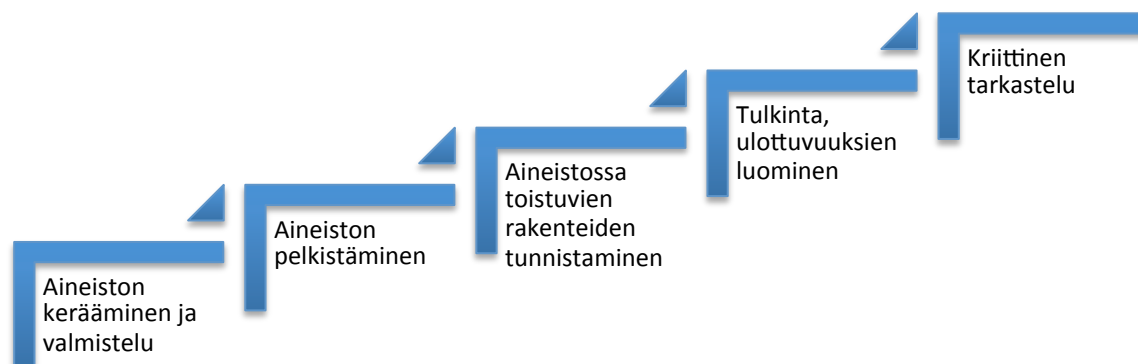 Aineiston
kerääminen ja
valmistelu
Aineiston
pelkistäminen
Aineistossa
toistuvien
rakenteiden
tunnistaminen
Tulkinta,
ulottuvuuksien
luominen
Kriittinen
tarkastelu